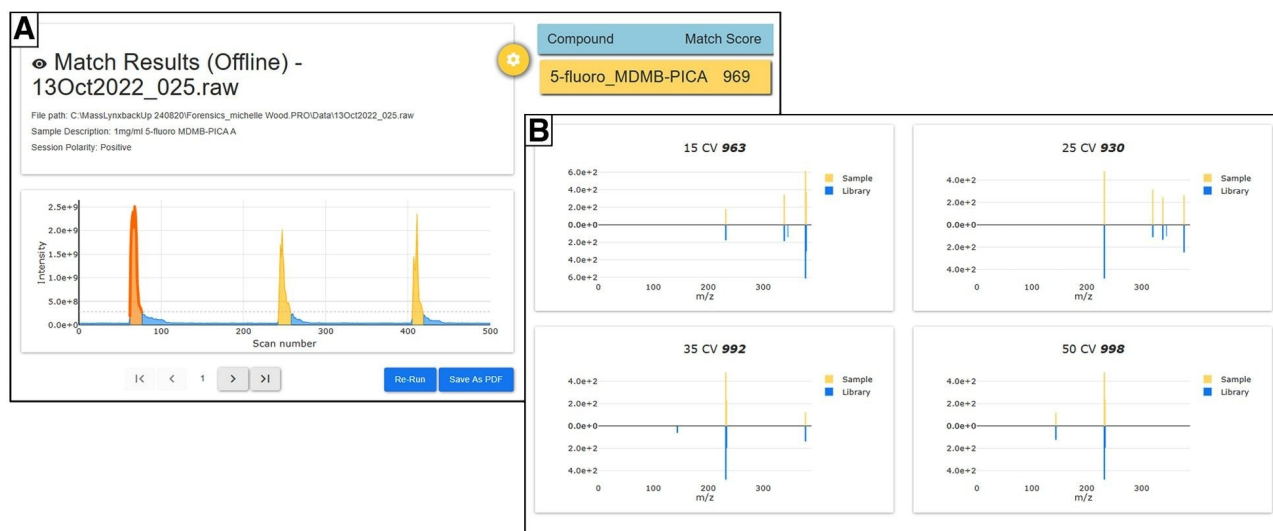 A
Match Results (Offline) -
13Oct2022_025.raw
File path: C:\MassLynxbackUp 240820\Forensics_michelle Wood.PRO\Data\13Oct2022_025.raw
Sample Description: 1mg/ml 5-fluoro MDMB-PICA A
Session Polarity: Positive
Compound Match Score
5-fluoro_MDMB-PICA 969
2.5e+9
2.0e+9
1.5e+9
1.0e+9
5.0e+8
0.0e+0
Intensity
0 100 200 300 400 500
Scan number
1
Re-Run Save As PDF
B
15 CV 963
6.0e+2
4.0e+2
2.0e+2
0.0e+0
2.0e+2
4.0e+2
6.0e+2
0 100 200 300
m/z
Sample
Library
25 CV 930
4.0e+2
2.0e+2
0.0e+0
2.0e+2
4.0e+2
0 100 200 300
m/z
Sample
Library
35 CV 992
4.0e+2
2.0e+2
0.0e+0
2.0e+2
4.0e+2
0 100 200 300
m/z
Sample
Library
50 CV 998
4.0e+2
2.0e+2
0.0e+0
2.0e+2
4.0e+2
0 100 200 300
m/z
Sample
Library